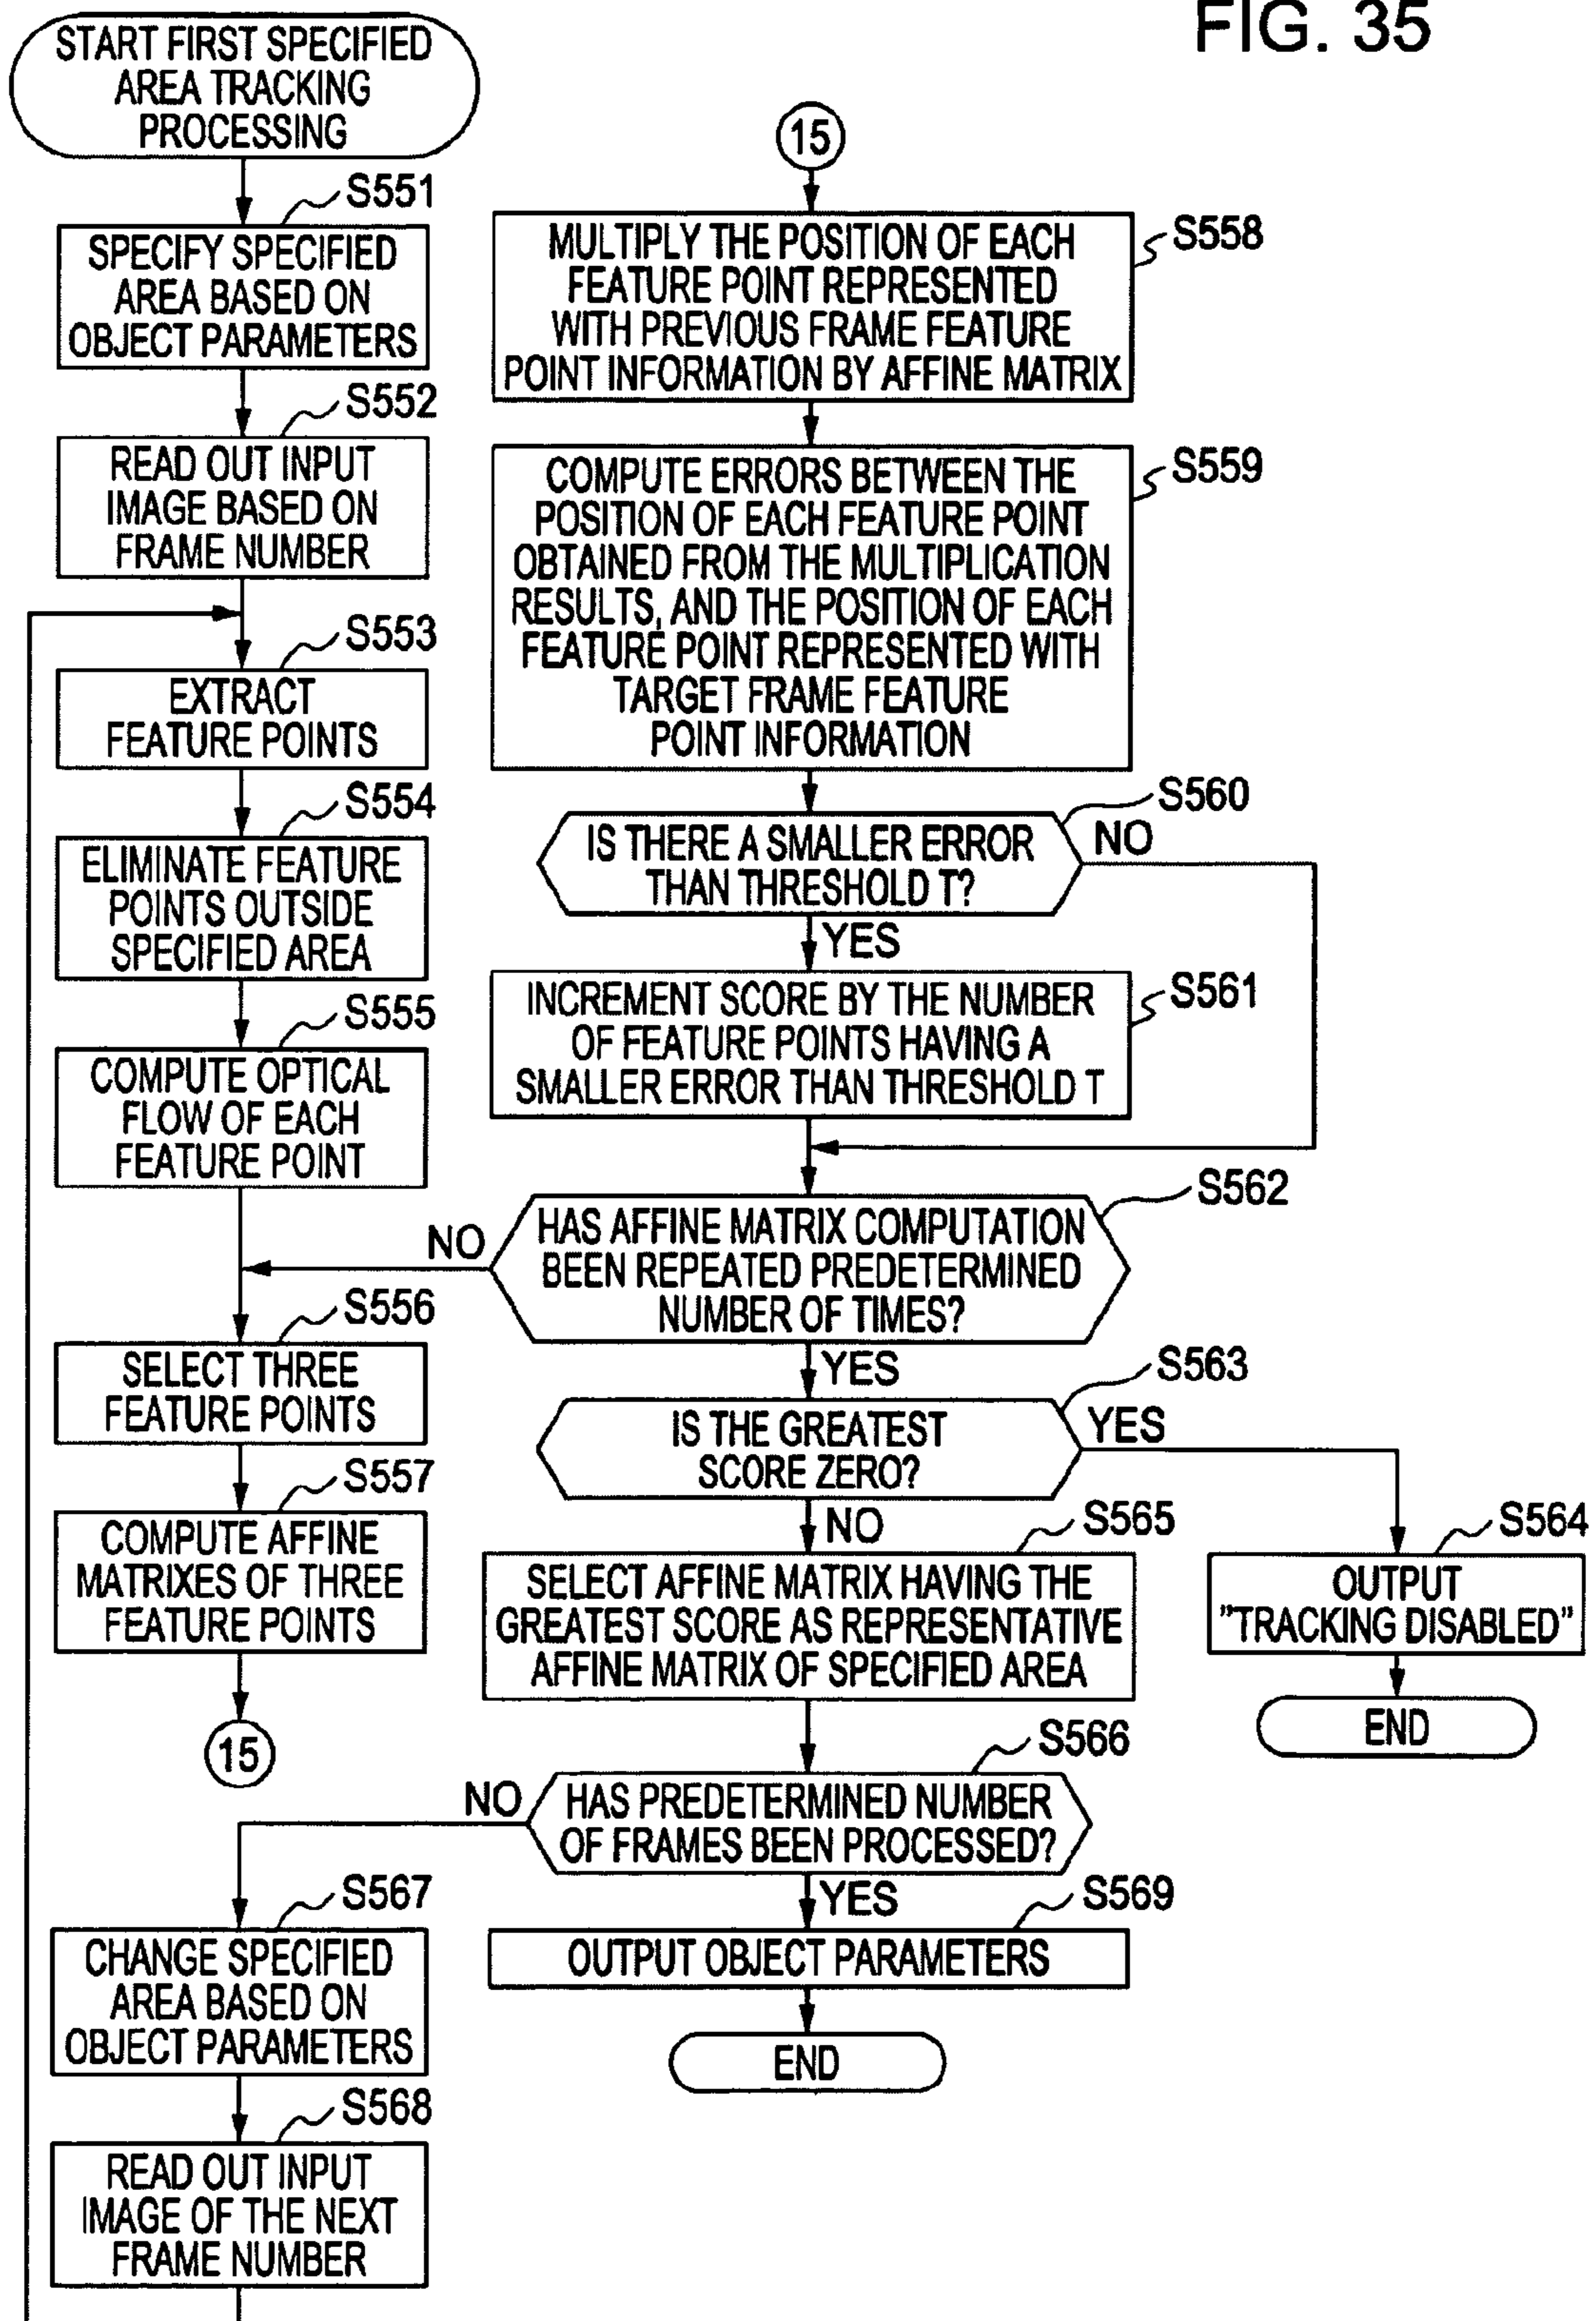 FIG. 35
START FIRST SPECIFIED
AREA TRACKING
PROCESSING
S551
SPECIFY SPECIFIED
AREA BASED ON
OBJECT PARAMETERS
S552
READ OUT INPUT
IMAGE BASED ON
FRAME NUMBER
S553
EXTRACT
FEATURE POINTS
S554
ELIMINATE FEATURE
POINTS OUTSIDE
SPECIFIED AREA
S555
COMPUTE OPTICAL
FLOW OF EACH
FEATURE POINT
S556
SELECT THREE
FEATURE POINTS
S557
COMPUTE AFFINE
MATRIXES OF THREE
FEATURE POINTS
15
15
S558
MULTIPLY THE POSITION OF EACH
FEATURE POINT REPRESENTED
WITH PREVIOUS FRAME FEATURE
POINT INFORMATION BY AFFINE MATRIX
S559
COMPUTE ERRORS BETWEEN THE
POSITION OF EACH FEATURE POINT
OBTAINED FROM THE MULTIPLICATION
RESULTS, AND THE POSITION OF EACH
FEATURE POINT REPRESENTED WITH
TARGET FRAME FEATURE
POINT INFORMATION
S560
IS THERE A SMALLER ERROR
THAN THRESHOLD T?
NO
YES
S561
INCREMENT SCORE BY THE NUMBER
OF FEATURE POINTS HAVING A
SMALLER ERROR THAN THRESHOLD T
S562
HAS AFFINE MATRIX COMPUTATION
BEEN REPEATED PREDETERMINED
NUMBER OF TIMES?
NO
YES
S563
IS THE GREATEST
SCORE ZERO?
YES
NO
S564
OUTPUT
"TRACKING DISABLED"
END
S565
SELECT AFFINE MATRIX HAVING THE
GREATEST SCORE AS REPRESENTATIVE
AFFINE MATRIX OF SPECIFIED AREA
S566
HAS PREDETERMINED NUMBER
OF FRAMES BEEN PROCESSED?
NO
YES
S567
CHANGE SPECIFIED
AREA BASED ON
OBJECT PARAMETERS
S568
READ OUT INPUT
IMAGE OF THE NEXT
FRAME NUMBER
S569
OUTPUT OBJECT PARAMETERS
END